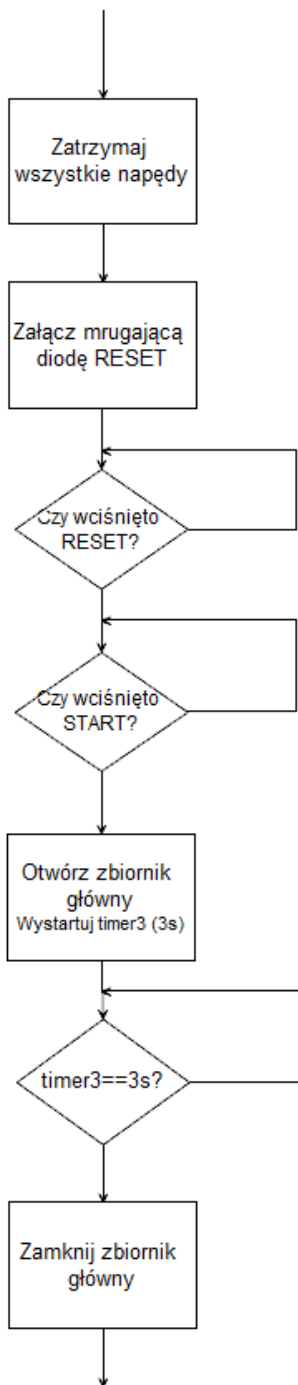 Zatrzymaj
wszystkie napędy
Załącz mrugającą
diodę RESET
Czy wciśnięto
RESET?
Czy wciśnięto
START?
Otwórz zbiornik
główny
Wystartuj timer3 (3s)
timer3==3s?
Zamknij zbiornik
główny